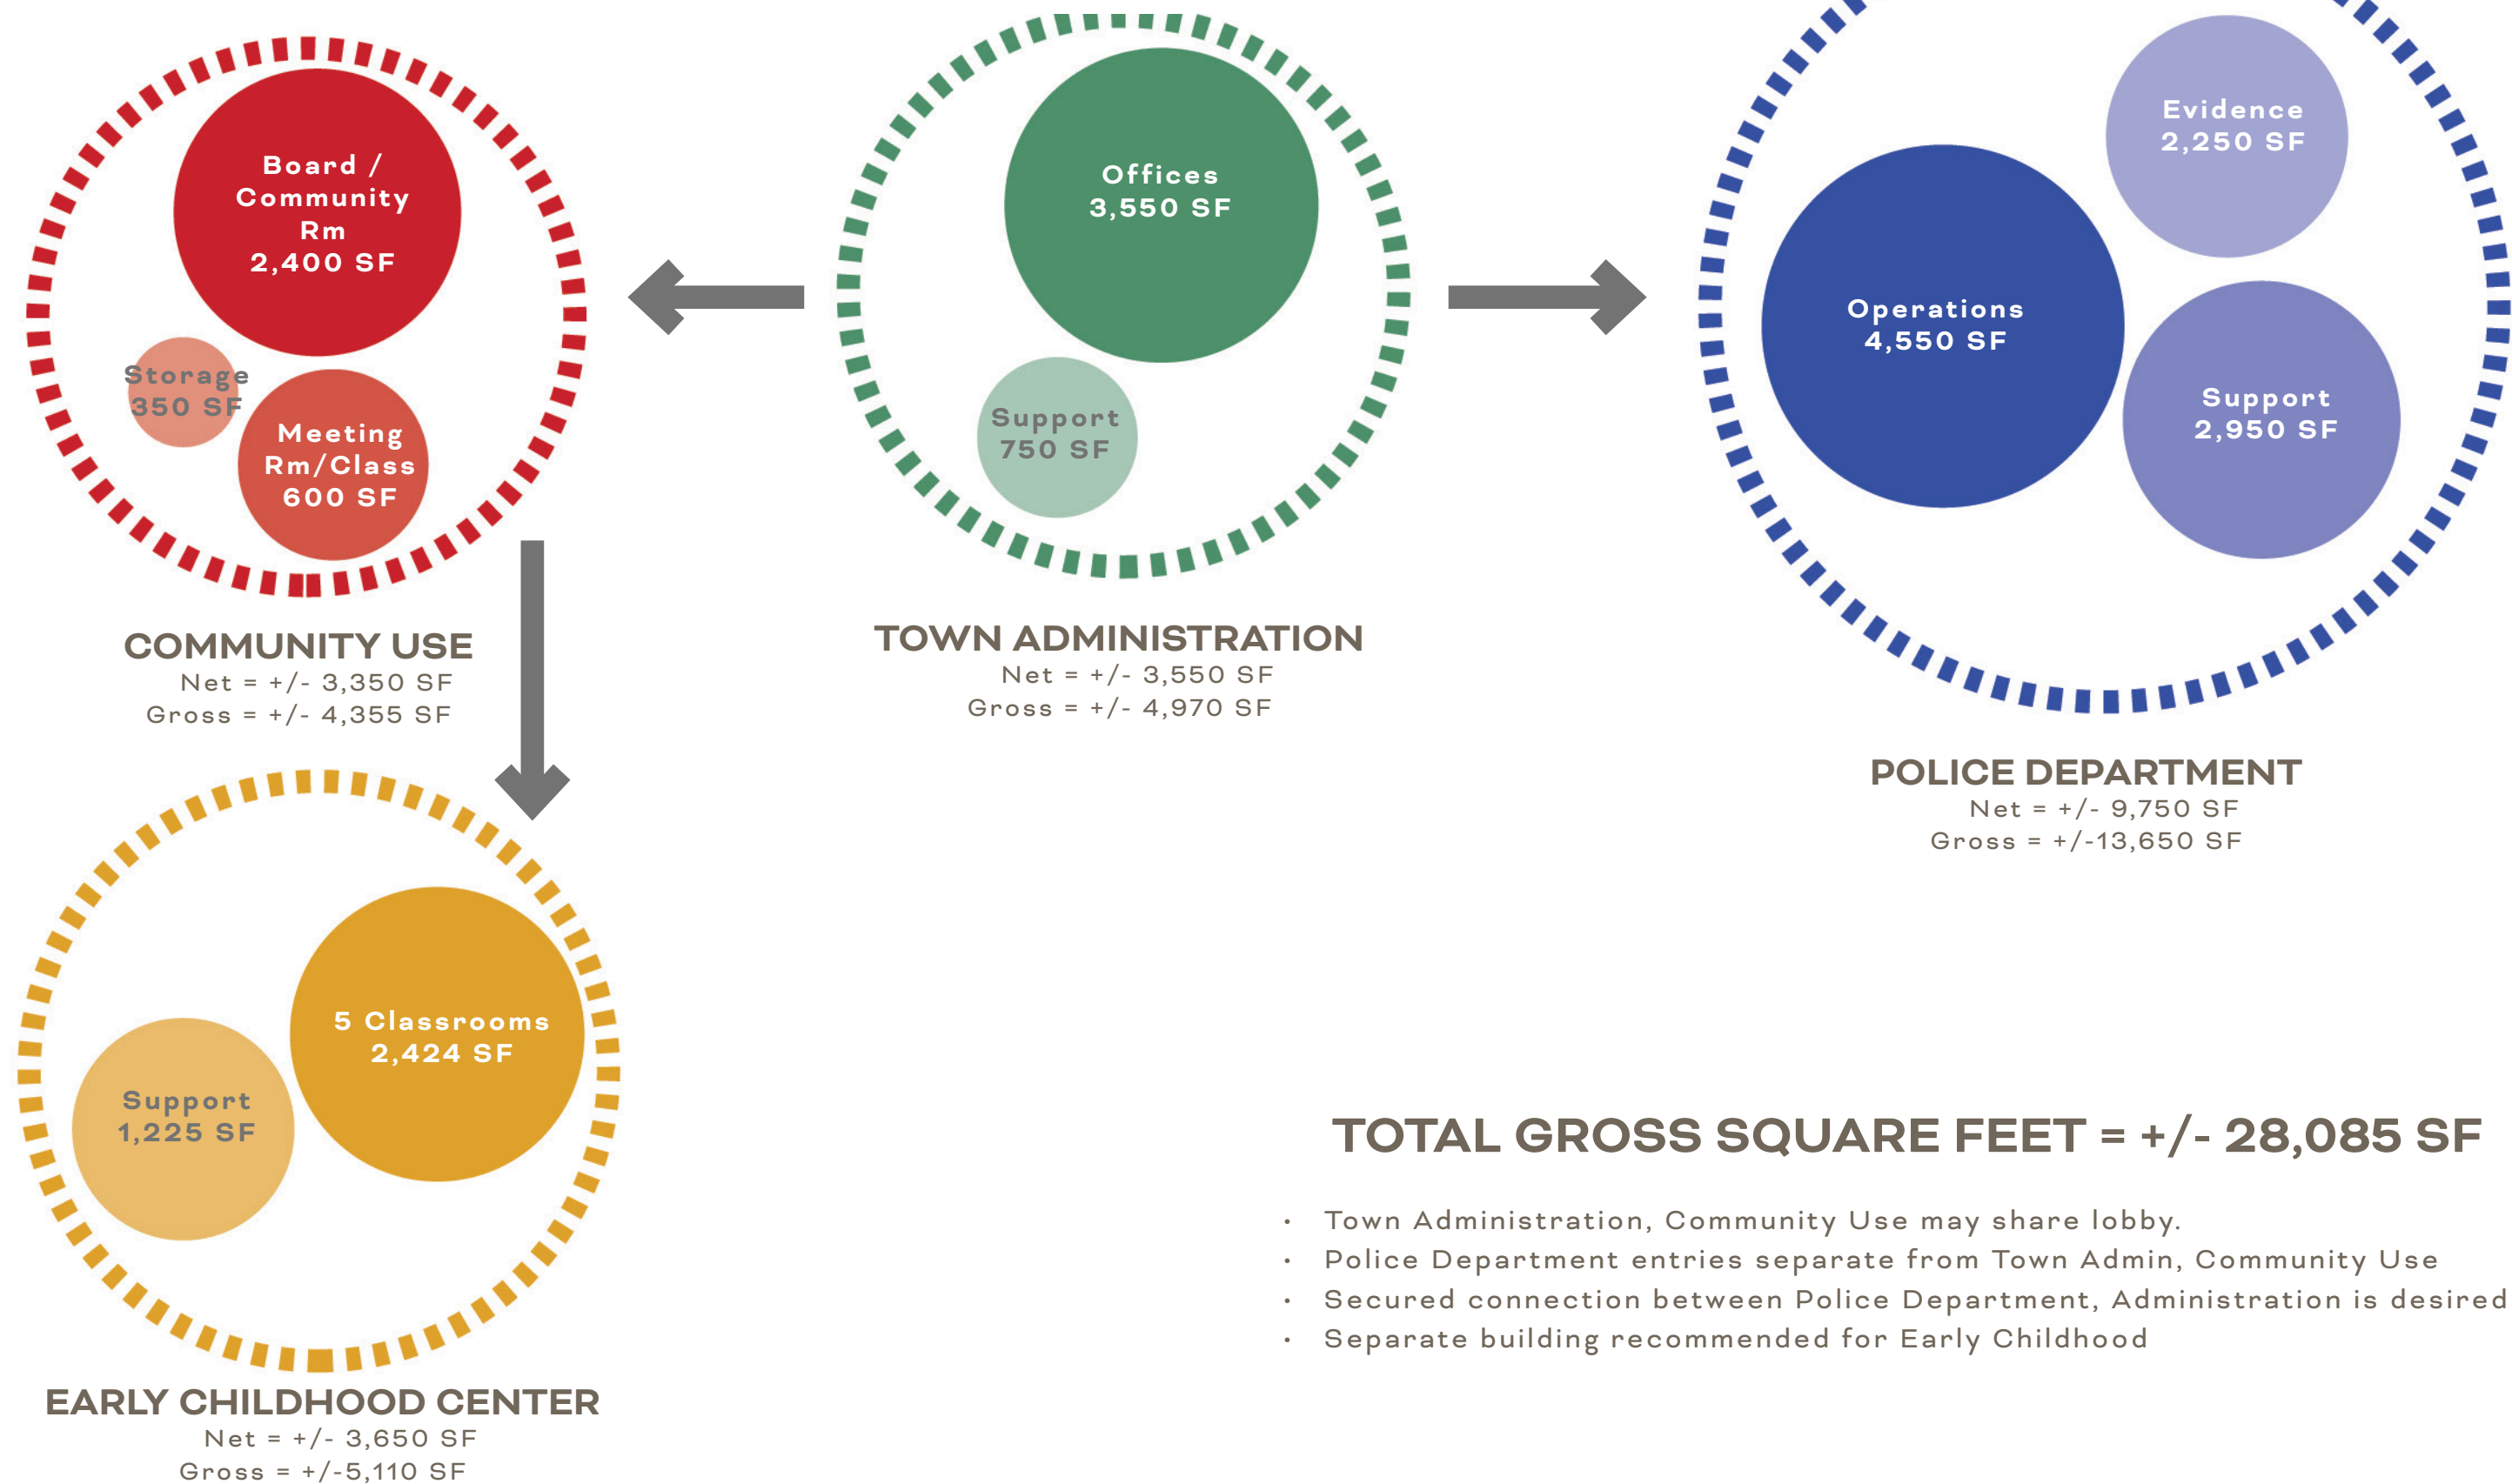 Board /
Community
Rm
2,400 SF
Storage
350 SF
Meeting
Rm/Class
600 SF
COMMUNITY USE
Net = +/- 3,350 SF
Gross = +/- 4,355 SF
Offices
3,550 SF
Support
750 SF
TOWN ADMINISTRATION
Net = +/- 3,550 SF
Gross = +/- 4,970 SF
Evidence
2,250 SF
Operations
4,550 SF
Support
2,950 SF
POLICE DEPARTMENT
Net = +/- 9,750 SF
Gross = +/-13,650 SF
5 Classrooms
2,424 SF
Support
1,225 SF
EARLY CHILDHOOD CENTER
Net = +/- 3,650 SF
Gross = +/-5,110 SF
TOTAL GROSS SQUARE FEET = +/- 28,085 SF
• Town Administration, Community Use may share lobby.
• Police Department entries separate from Town Admin, Community Use
• Secured connection between Police Department, Administration is desired
• Separate building recommended for Early Childhood